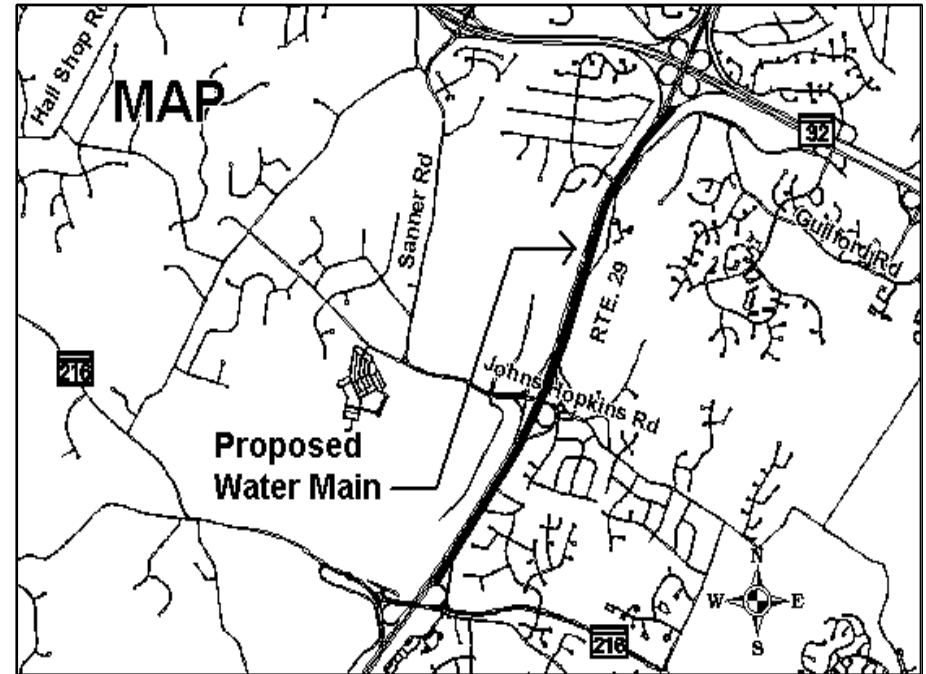 Hall Shop Rd
MAP
Sanner Rd
32
Guilford Rd
RTE. 29
216
Johns Hopkins Rd
Proposed
Water Main
N
W E
S
216